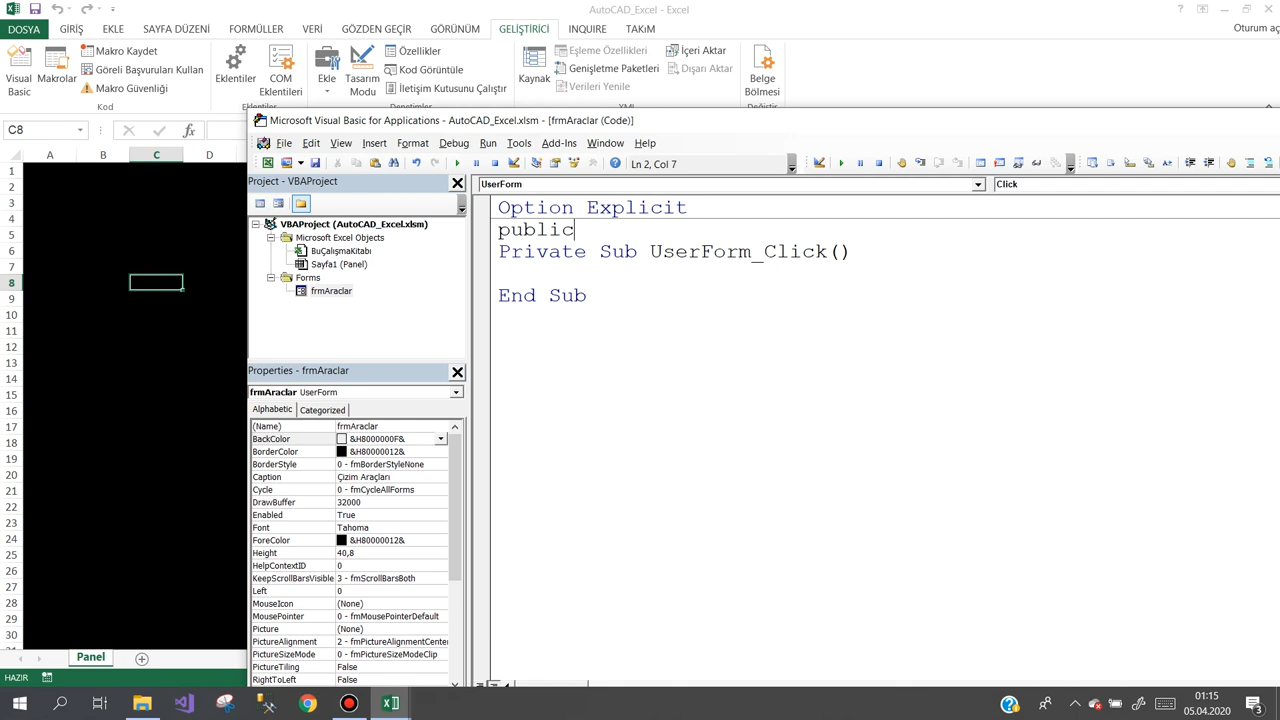 AutoCAD_Excel - Excel
DOSYA GİRİŞ EKLE SAYFA DÜZENİ FORMÜLLER VERİ GÖZDEN GEÇİR GÖRÜNÜM GELİŞTİRİCİ INQUIRE TAKıM Oturum aç
Visual Basic
Makrolar
Makro Kaydet
Göreli Başvuruları Kullan
Makro Güvenliği
Kod
Eklentiler
COM Eklentileri
Eklentiler
Ekle
Tasarım Modu
Özellikler
Kod Görüntüle
İletişim Kutusunu Çalıştır
Denetimler
Kaynak
Eşleme Özellikleri
Genişletme Paketleri
Verileri Yenile
İçeri Aktar
Dışarı Aktar
XML
Belge Bölmesi
Değiştir
C8
A B C D
1
2
3
4
5
6
7
8
9
10
11
12
13
14
15
16
17
18
19
20
21
22
23
24
25
26
27
28
29
30
Panel
HAZIR
Microsoft Visual Basic for Applications - AutoCAD_Excel.xlsm - [frmAraclar (Code)]
File Edit View Insert Format Debug Run Tools Add-Ins Window Help
Ln 2, Col 7
Project - VBAProject
VBAProject (AutoCAD_Excel.xlsm)
Microsoft Excel Objects
BuÇalışmaKitabı
Sayfa1 (Panel)
Forms
frmAraclar
Properties - frmAraclar
frmAraclar UserForm
Alphabetic Categorized
(Name) frmAraclar
BackColor &H8000000F&
BorderColor &H80000012&
BorderStyle 0 - fmBorderStyleNone
Caption Çizim Araçları
Cycle 0 - fmCycleAllForms
DrawBuffer 32000
Enabled True
Font Tahoma
ForeColor &H80000012&
Height 40,8
HelpContextID 0
KeepScrollBarsVisible 3 - fmScrollBarsBoth
Left 0
MouseIcon (None)
MousePointer 0 - fmMousePointerDefault
Picture (None)
PictureAlignment 2 - fmPictureAlignmentCenter
PictureSizeMode 0 - fmPictureSizeModeClip
PictureTiling False
RightToLeft False
UserForm Click
Option Explicit
public
Private Sub UserForm_Click()
End Sub
01:15
05.04.2020
3